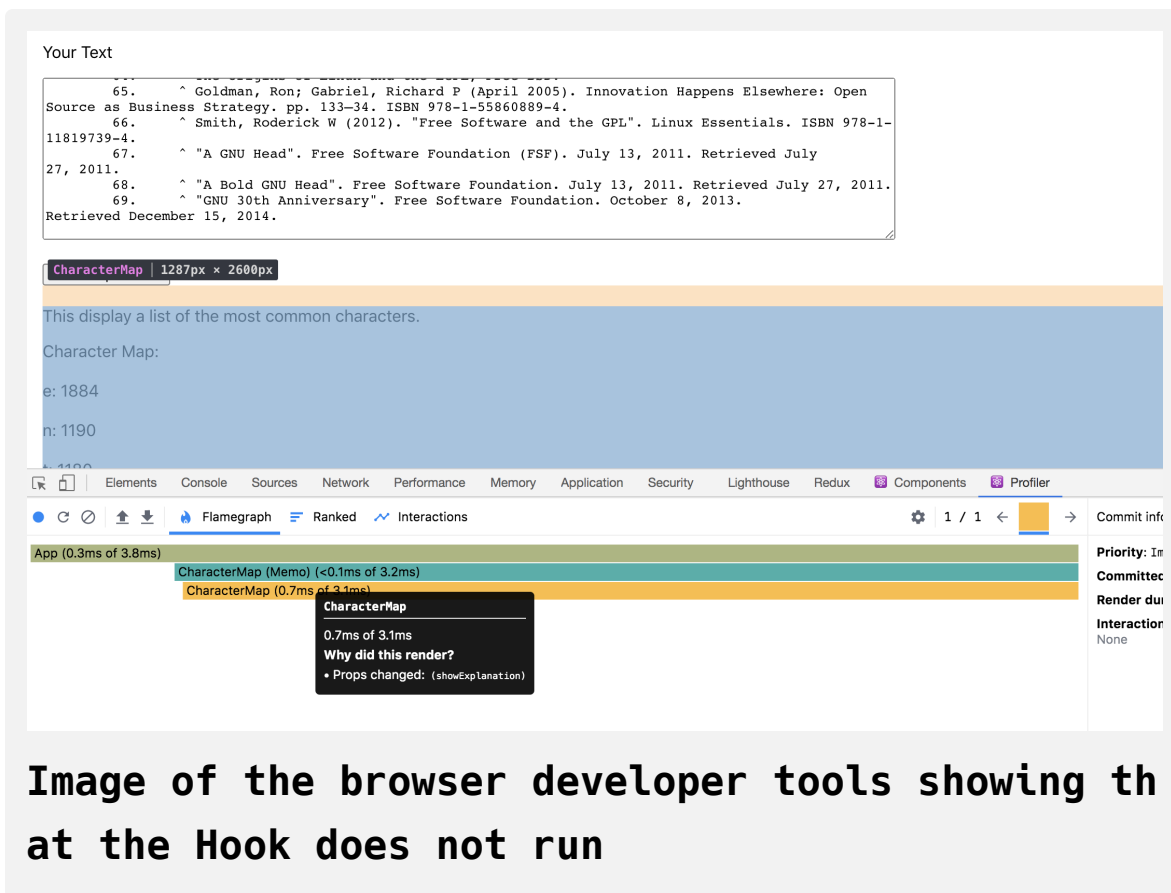 Your Text
65. ^ Goldman, Ron; Gabriel, Richard P (April 2005). Innovation Happens Elsewhere: Open
Source as Business Strategy. pp. 133–34. ISBN 978-1-55860889-4.
66. ^ Smith, Roderick W (2012). "Free Software and the GPL". Linux Essentials. ISBN 978-1-
11819739-4.
67. ^ "A GNU Head". Free Software Foundation (FSF). July 13, 2011. Retrieved July
27, 2011.
68. ^ "A Bold GNU Head". Free Software Foundation. July 13, 2011. Retrieved July 27, 2011.
69. ^ "GNU 30th Anniversary". Free Software Foundation. October 8, 2013.
Retrieved December 15, 2014.
CharacterMap | 1287px × 2600px
This display a list of the most common characters.
Character Map:
e: 1884
n: 1190
Elements Console Sources Network Performance Memory Application Security Lighthouse Redux Components Profiler
Flamegraph Ranked Interactions 1 / 1 Commit info
App (0.3ms of 3.8ms)
Priority: Im
CharacterMap (Memo) (<0.1ms of 3.2ms)
Committed
CharacterMap (0.7ms of 3.1ms)
Render dur
CharacterMap
Interaction
None
0.7ms of 3.1ms
Why did this render?
• Props changed: (showExplanation)
Image of the browser developer tools showing th
at the Hook does not run